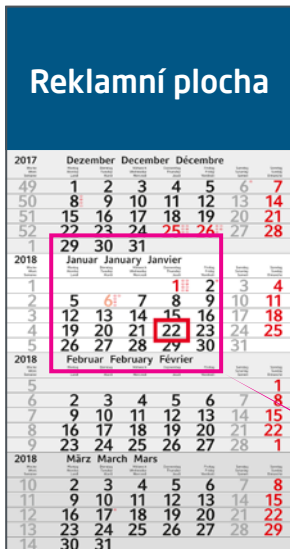 Reklamní plocha
2017 Dezember December Décembre
49 1 2 3 4 5 6 7
50 8 9 10 11 12 13 14
51 15 16 17 18 19 20 21
52 22 23 24 25 26 27 28
1 29 30 31
2018 Januar January Janvier
1 1 2 3 4
2 5 6 7 8 9 10 11
3 12 13 14 15 16 17 18
4 19 20 21 22 23 24 25
5 26 27 28 29 30 31
2018 Februar February Février
5 1
6 2 3 4 5 6 7 8
7 9 10 11 12 13 14 15
8 16 17 18 19 20 21 22
9 23 24 25 26 27 28 1
2018 März March Mars
10 2 3 4 5 6 7 8
11 9 10 11 12 13 14 15
12 16 17 18 19 20 21 22
13 23 24 25 26 27 28 29
14 30 31